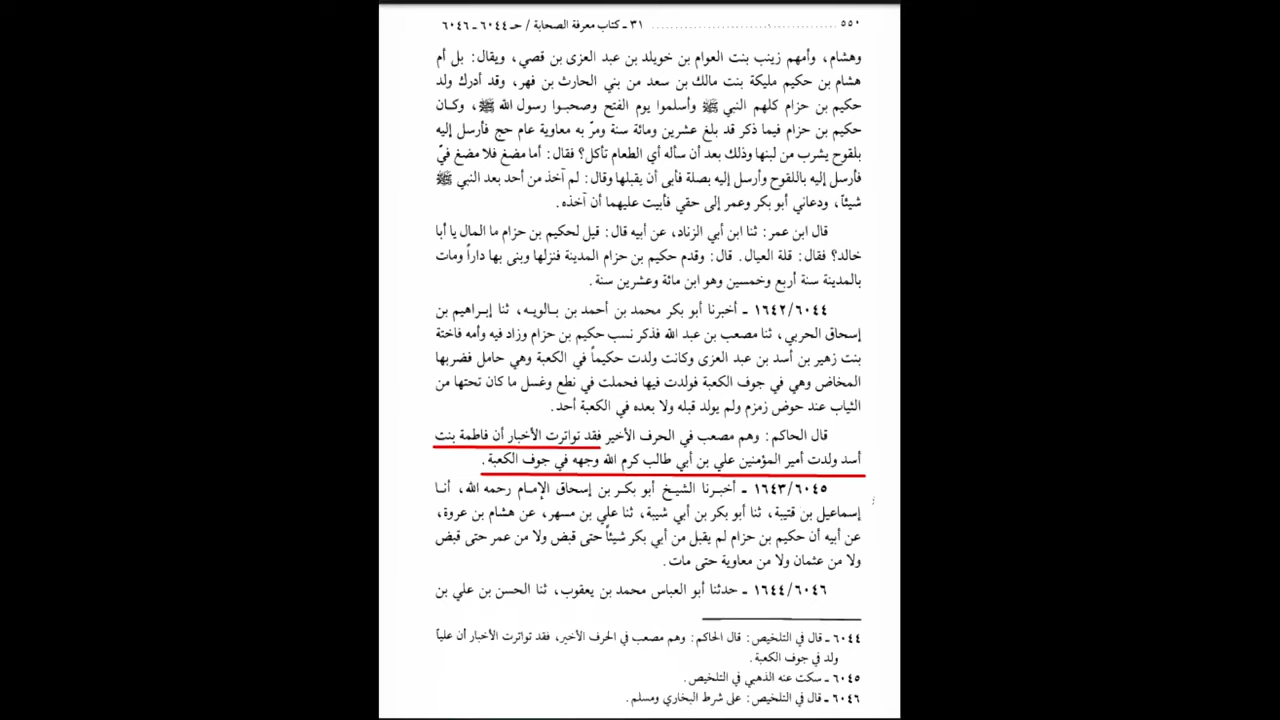 ٥٥٠ ........ ٣١ ـ كتاب معرفة الصحابة / حـ ٦٠٤٤ ـ ٦٠٤٦
وهشام، وأمهم زينب بنت العوام بن خويلد بن عبد العزى بن قصي، ويقال: بل أم
هشام بن حكيم مليكة بنت مالك بن سعد من بني الحارث بن فهر، وقد أدرك ولد
حكيم بن حزام كلهم النبي ﷺ وأسلموا يوم الفتح وصحبوا رسول الله ﷺ، وكان
حكيم بن حزام فيما ذكر قد بلغ عشرين ومائة سنة ومرّ به معاوية عام حج فأرسل إليه
بلقوح يشرب من لبنها وذلك بعد أن سأله أي الطعام تأكل؟ فقال: أما مضغ فلا مضغ فيّ
فأرسل إليه باللقوح وأرسل إليه بصلة فأبى أن يقبلها وقال: لم آخذ من أحد بعد النبي ﷺ
شيئاً، ودعاني أبو بكر وعمر إلى حقي فأبيت عليهما أن آخذه.
قال ابن عمر: ثنا ابن أبي الزناد، عن أبيه قال: قيل لحكيم بن حزام ما المال يا أبا
خالد؟ فقال: قلة العيال. قال: وقدم حكيم بن حزام المدينة فنزلها وبنى بها داراً ومات
بالمدينة سنة أربع وخمسين وهو ابن مائة وعشرين سنة.
١٦٤٢/٦٠٤٤ ـ أخبرنا أبو بكر محمد بن أحمد بن بـالويـه، ثنا إبـراهيم بن
إسحاق الحربي، ثنا مصعب بن عبد الله فذكر نسب حكيم بن حزام وزاد فيه وأمه فاختة
بنت زهير بن أسد بن عبد العزى وكانت ولدت حكيماً في الكعبة وهي حامل فضربها
المخاض وهي في جوف الكعبة فولدت فيها فحملت في نطع وغسل ما كان تحتها من
الثياب عند حوض زمزم ولم يولد قبله ولا بعده في الكعبة أحد.
قال الحاكم: وهم مصعب في الحرف الأخير فقد تواترت الأخبار أن فاطمة بنت
أسد ولدت أمير المؤمنين علي بن أبي طالب كرم الله وجهه في جوف الكعبة.
١٦٤٣/٦٠٤٥ ـ أخبـرنا الشيـخ أبو بكـر بن إسحاق الإمـام رحمه الله، أنـا
إسماعيل بن قتيبة، ثنا أبو بكر بن أبي شيبة، ثنا علي بن مسهر، عن هشام بن عروة،
عن أبيه أن حكيم بن حزام لم يقبل من أبي بكر شيئاً حتى قبض ولا من عمر حتى قبض
ولا من عثمان ولا من معاوية حتى مات.
١٦٤٤/٦٠٤٦ ـ حدثنا أبو العباس محمد بن يعقوب، ثنا الحسن بن علي بن
٦٠٤٤ ـ قال في التلخيص: قال الحاكم: وهم مصعب في الحرف الأخير، فقد تواترت الأخبار أن علياً
ولد في جوف الكعبة.
٦٠٤٥ ـ سكت عنه الذهبي في التلخيص.
٦٠٤٦ ـ قال في التلخيص: على شرط البخاري ومسلم.